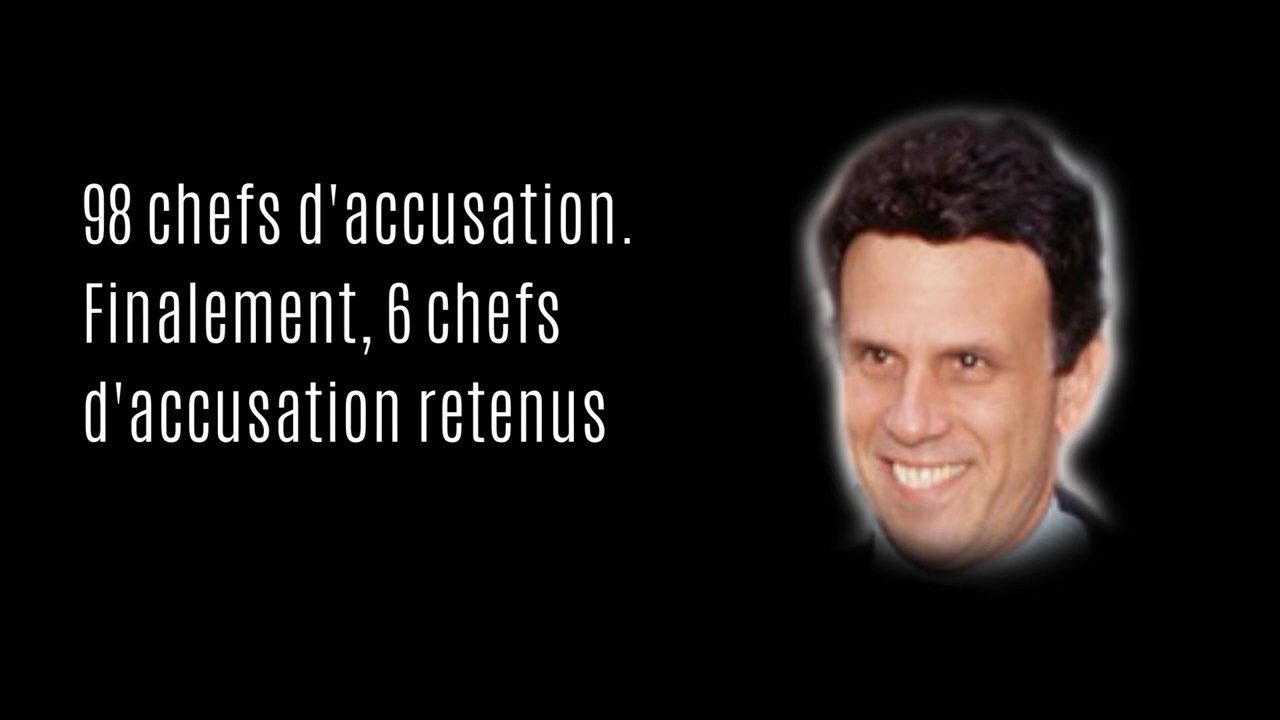 98 chefs d'accusation.
Finalement, 6 chefs
d'accusation retenus